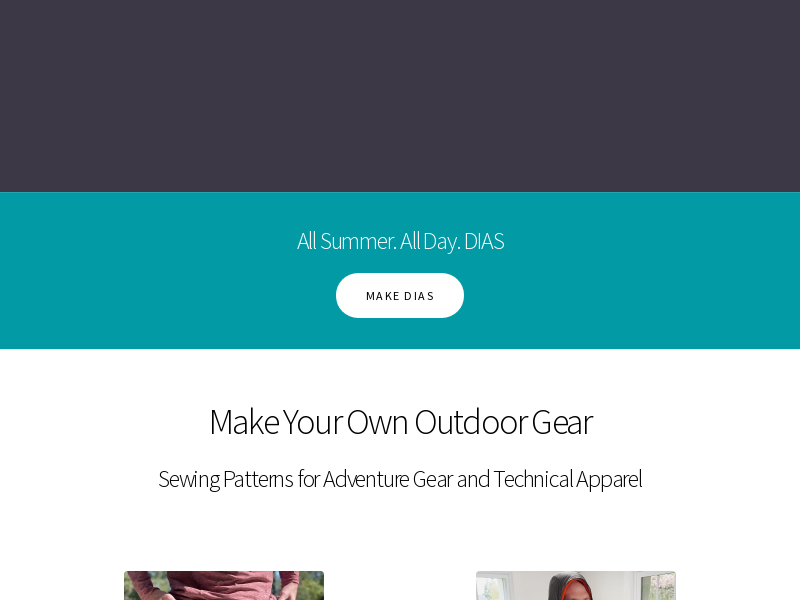 All Summer. All Day. DIAS
MAKE DIAS
Make Your Own Outdoor Gear
Sewing Patterns for Adventure Gear and Technical Apparel